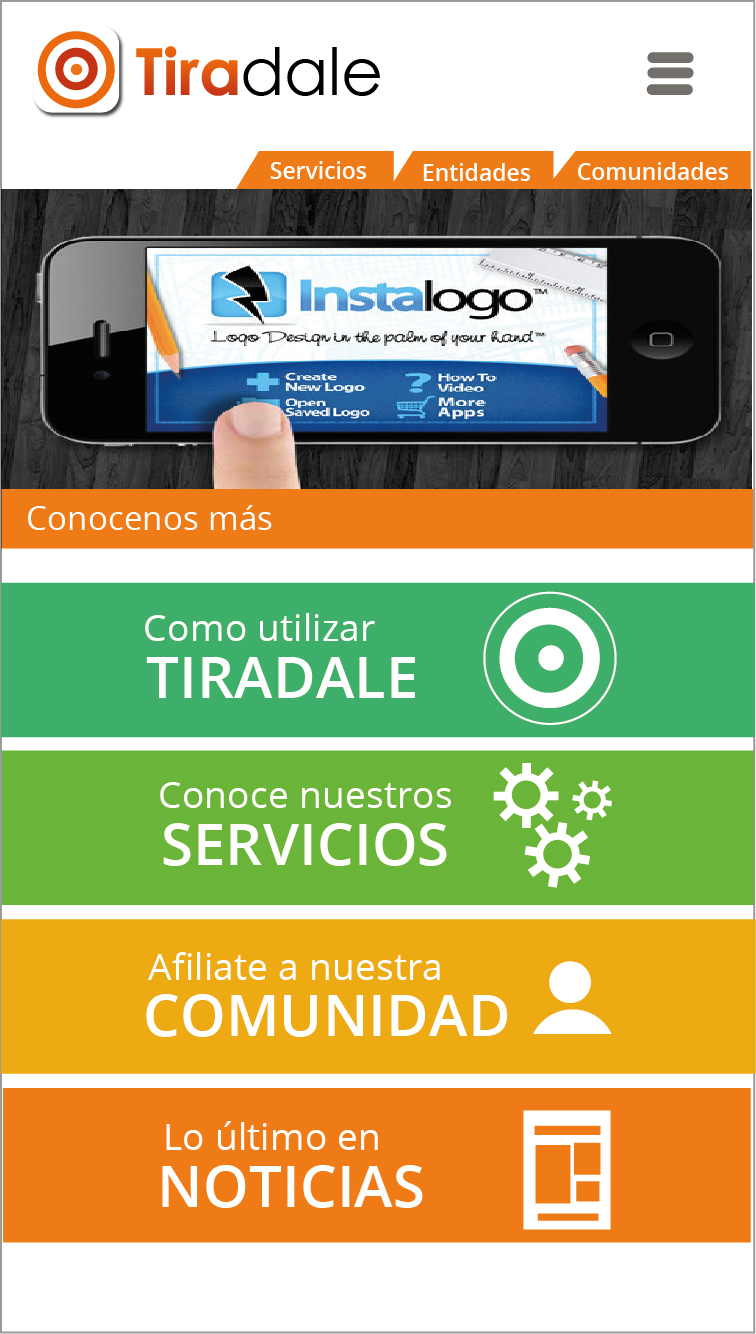 Tiradale
Servicios
Entidades
Comunidades
Instalogo™
Logo Design in the palm of your hand™
Create
New Logo
How To
Video
Open
Saved Logo
More
Apps
Conocenos más
Como utilizar
TIRADALE
Conoce nuestros
SERVICIOS
Afiliate a nuestra
COMUNIDAD
Lo último en
NOTICIAS